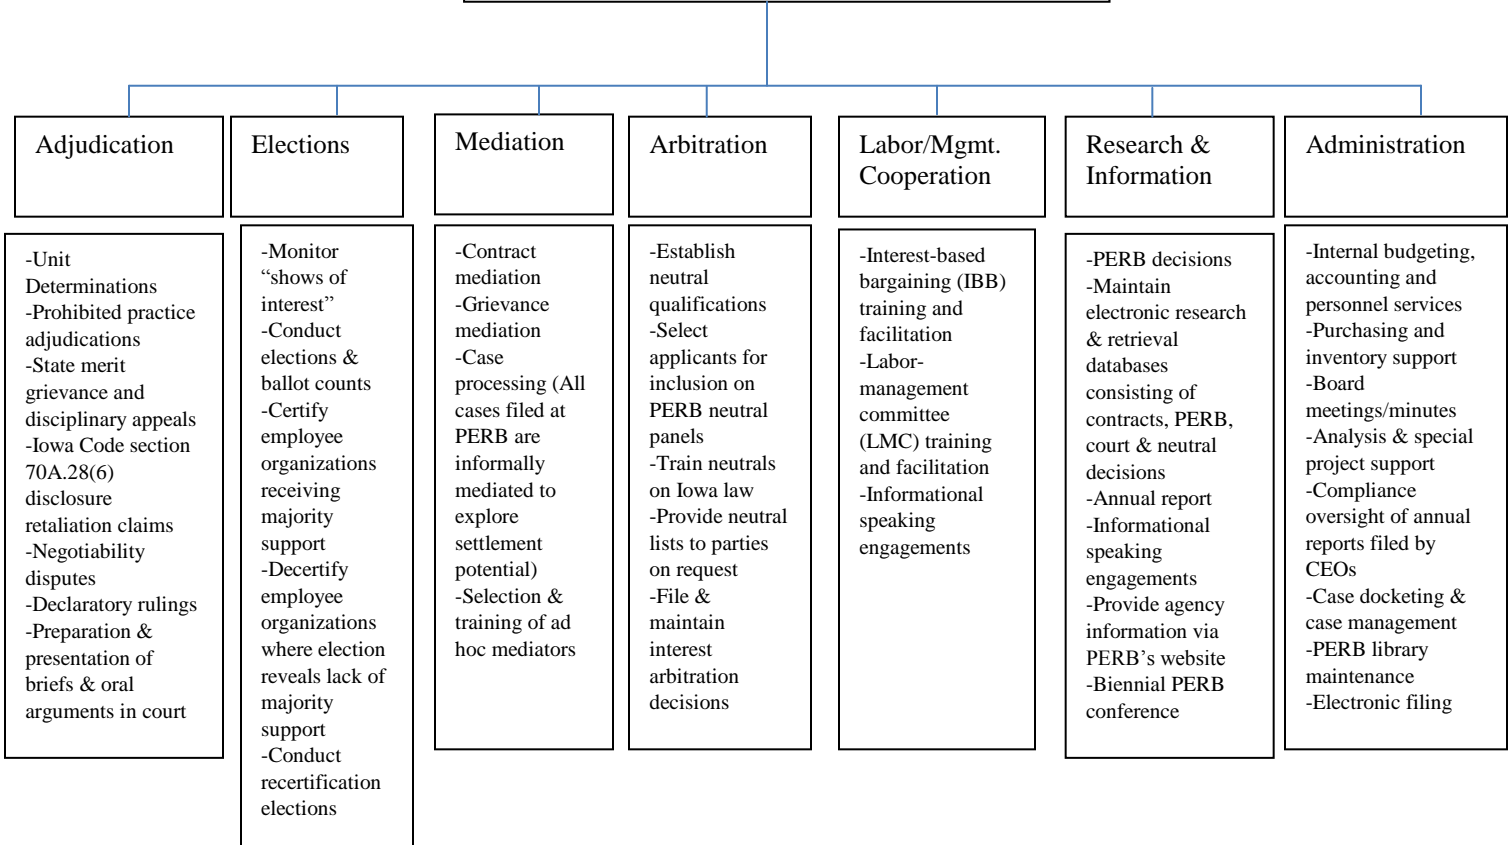 Adjudication
Elections
Mediation
Arbitration
Labor/Mgmt.
Cooperation
Research &
Information
Administration
-Unit
Determinations
-Prohibited practice
adjudications
-State merit
grievance and
disciplinary appeals
-Iowa Code section
70A.28(6)
disclosure
retaliation claims
-Negotiability
disputes
-Declaratory rulings
-Preparation &
presentation of
briefs & oral
arguments in court
-Monitor
“shows of
interest”
-Conduct
elections &
ballot counts
-Certify
employee
organizations
receiving
majority
support
-Decertify
employee
organizations
where election
reveals lack of
majority
support
-Conduct
recertification
elections
-Contract
mediation
-Grievance
mediation
-Case
processing (All
cases filed at
PERB are
informally
mediated to
explore
settlement
potential)
-Selection &
training of ad
hoc mediators
-Establish
neutral
qualifications
-Select
applicants for
inclusion on
PERB neutral
panels
-Train neutrals
on Iowa law
-Provide neutral
lists to parties
on request
-File &
maintain
interest
arbitration
decisions
-Interest-based
bargaining (IBB)
training and
facilitation
-Labor-
management
committee
(LMC) training
and facilitation
-Informational
speaking
engagements
-PERB decisions
-Maintain
electronic research
& retrieval
databases
consisting of
contracts, PERB,
court & neutral
decisions
-Annual report
-Informational
speaking
engagements
-Provide agency
information via
PERB’s website
-Biennial PERB
conference
-Internal budgeting,
accounting and
personnel services
-Purchasing and
inventory support
-Board
meetings/minutes
-Analysis & special
project support
-Compliance
oversight of annual
reports filed by
CEOs
-Case docketing &
case management
-PERB library
maintenance
-Electronic filing